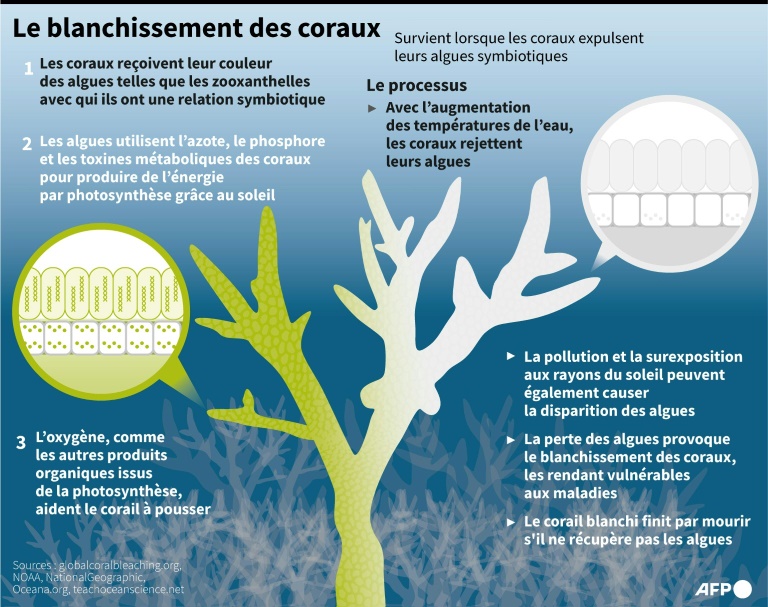 Le blanchissement des coraux
Survient lorsque les coraux expulsent
leurs algues symbiotiques
1 Les coraux reçoivent leur couleur
des algues telles que les zooxanthelles
avec qui ils ont une relation symbiotique
2 Les algues utilisent l'azote, le phosphore
et les toxines métaboliques des coraux
pour produire de l'énergie
par photosynthèse grâce au soleil
3 L'oxygène, comme
les autres produits
organiques issus
de la photosynthèse,
aident le corail à pousser
Le processus
► Avec l'augmentation
des températures de l'eau,
les coraux rejettent
leurs algues
► La pollution et la surexposition
aux rayons du soleil peuvent
également causer
la disparition des algues
► La perte des algues provoque
le blanchissement des coraux,
les rendant vulnérables
aux maladies
► Le corail blanchi finit par mourir
s'il ne récupère pas les algues
Sources : globalcoralbleaching.org,
NOAA, NationalGeographic,
Oceana.org, teachoceanscience.net
AFP